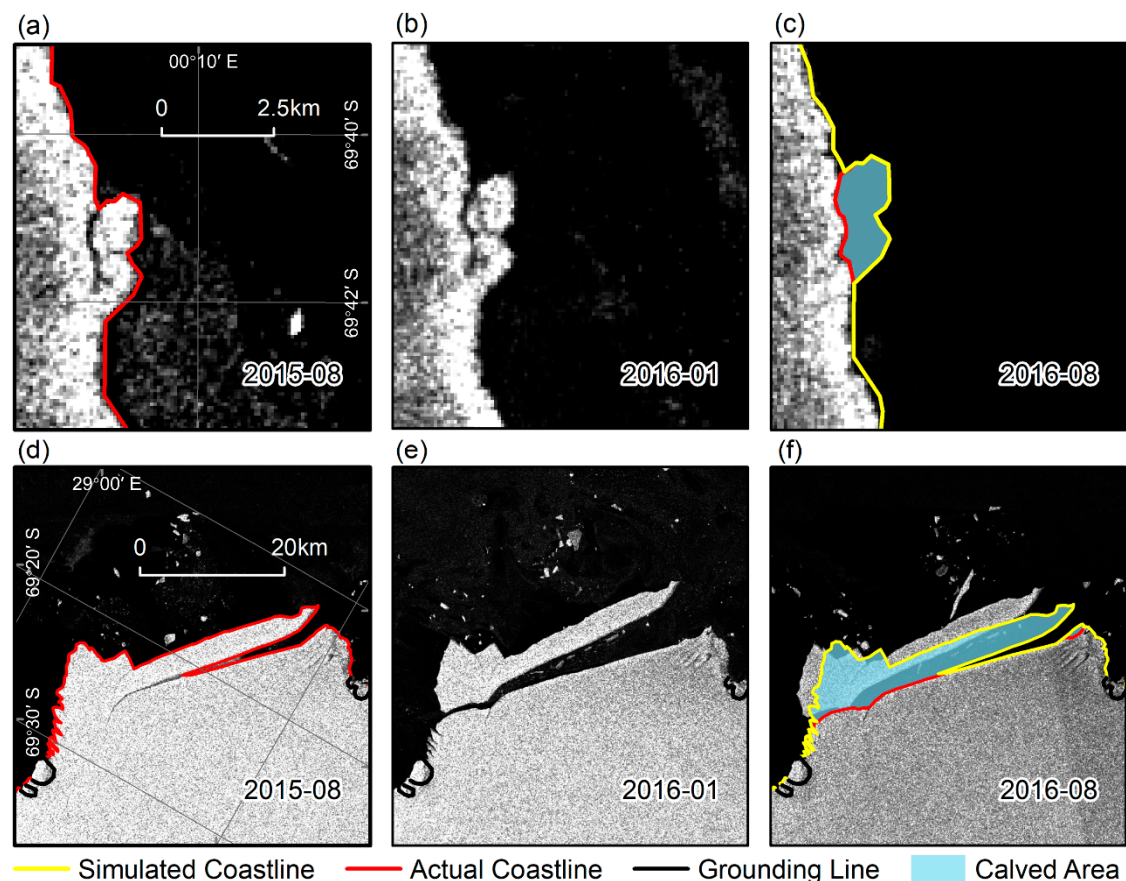 (a)
(b)
(c)
00°10′ E
0 2.5km
69°40′ S
69°42′ S
2015-08
2016-01
2016-08
(d)
(e)
(f)
29°00′ E
69°20′ S
0 20km
69°30′ S
2015-08
2016-01
2016-08
Simulated Coastline Actual Coastline Grounding Line Calved Area